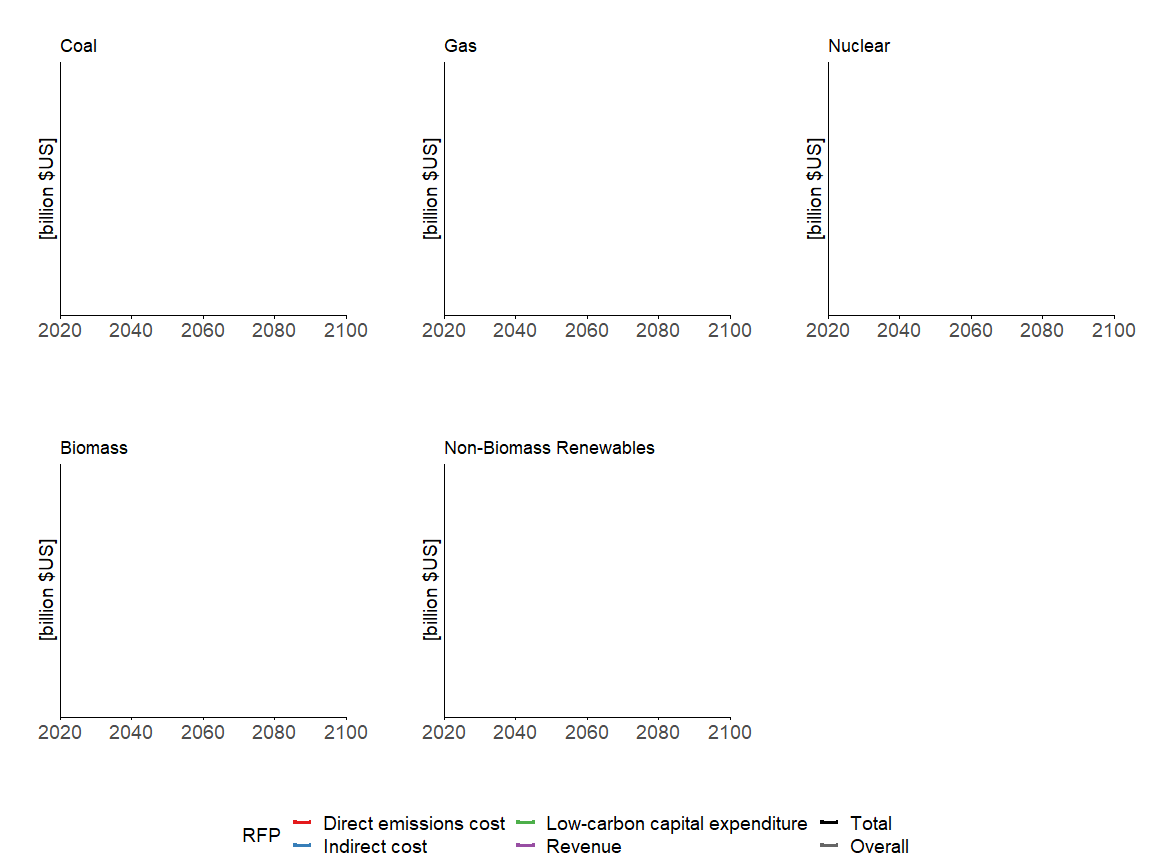 Coal
Gas
Nuclear
[billion $US]
[billion $US]
[billion $US]
2020 2040 2060 2080 2100
2020 2040 2060 2080 2100
2020 2040 2060 2080 2100
Biomass
Non-Biomass Renewables
[billion $US]
[billion $US]
2020 2040 2060 2080 2100
2020 2040 2060 2080 2100
RFP
Direct emissions cost
Low-carbon capital expenditure
Total
Indirect cost
Revenue
Overall